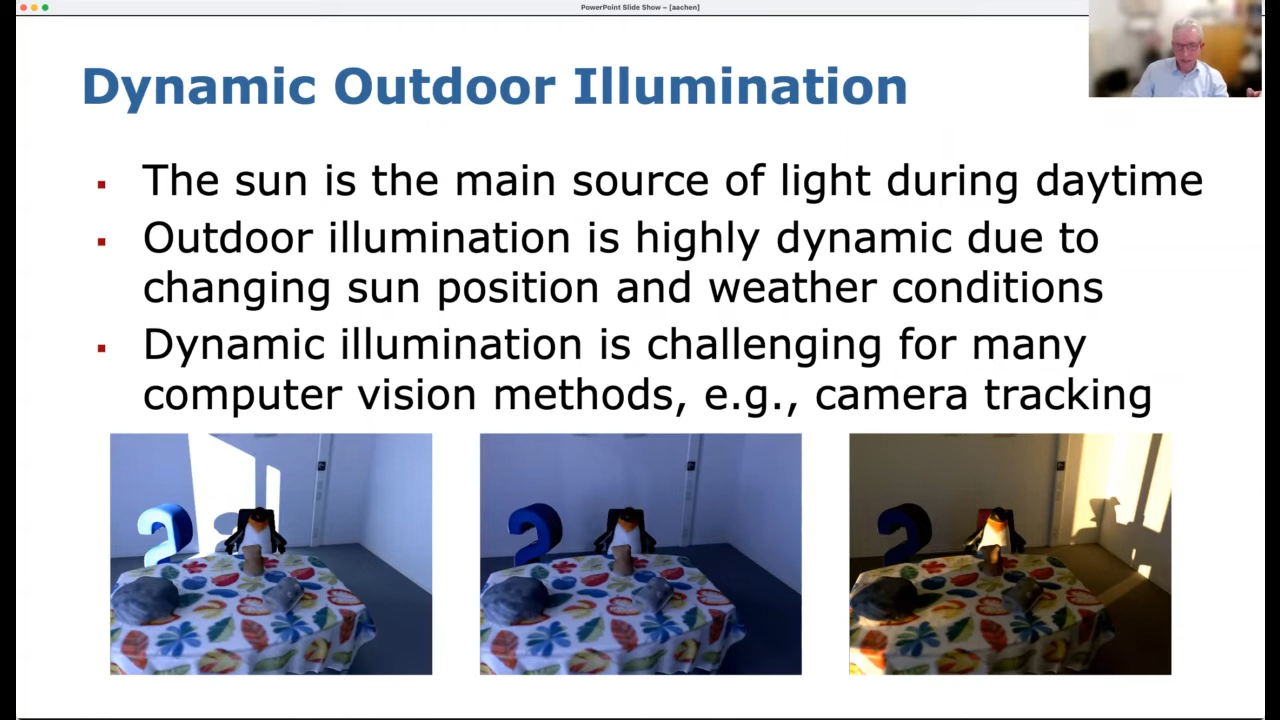 PowerPoint Slide Show – [aachen]
Dynamic Outdoor Illumination
▪ The sun is the main source of light during daytime
▪ Outdoor illumination is highly dynamic due to
changing sun position and weather conditions
▪ Dynamic illumination is challenging for many
computer vision methods, e.g., camera tracking